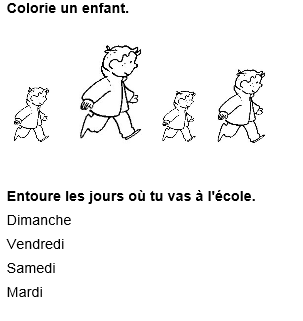 Colorie un enfant.
Entoure les jours où tu vas à l'école.
Dimanche
Vendredi
Samedi
Mardi